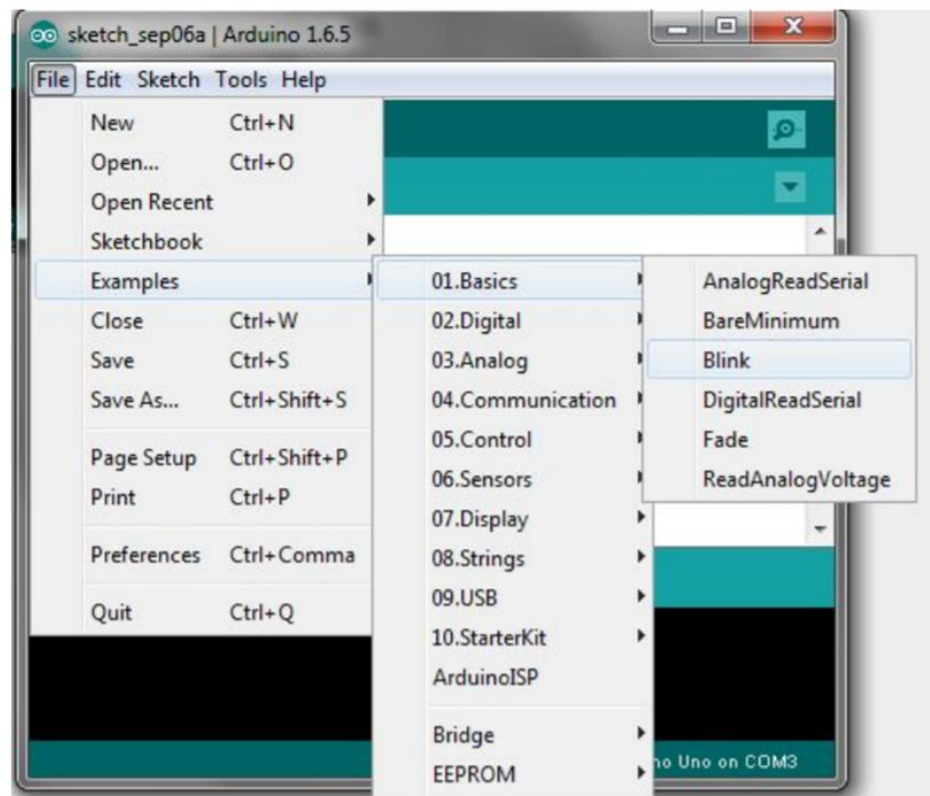 sketch_sep06a | Arduino 1.6.5
File Edit Sketch Tools Help
New Ctrl+N
Open... Ctrl+O
Open Recent
Sketchbook
Examples
Close Ctrl+W
Save Ctrl+S
Save As... Ctrl+Shift+S
Page Setup Ctrl+Shift+P
Print Ctrl+P
Preferences Ctrl+Comma
Quit Ctrl+Q
01.Basics
02.Digital
03.Analog
04.Communication
05.Control
06.Sensors
07.Display
08.Strings
09.USB
10.StarterKit
ArduinoISP
Bridge
EEPROM
AnalogReadSerial
BareMinimum
Blink
DigitalReadSerial
Fade
ReadAnalogVoltage
no Uno on COM3